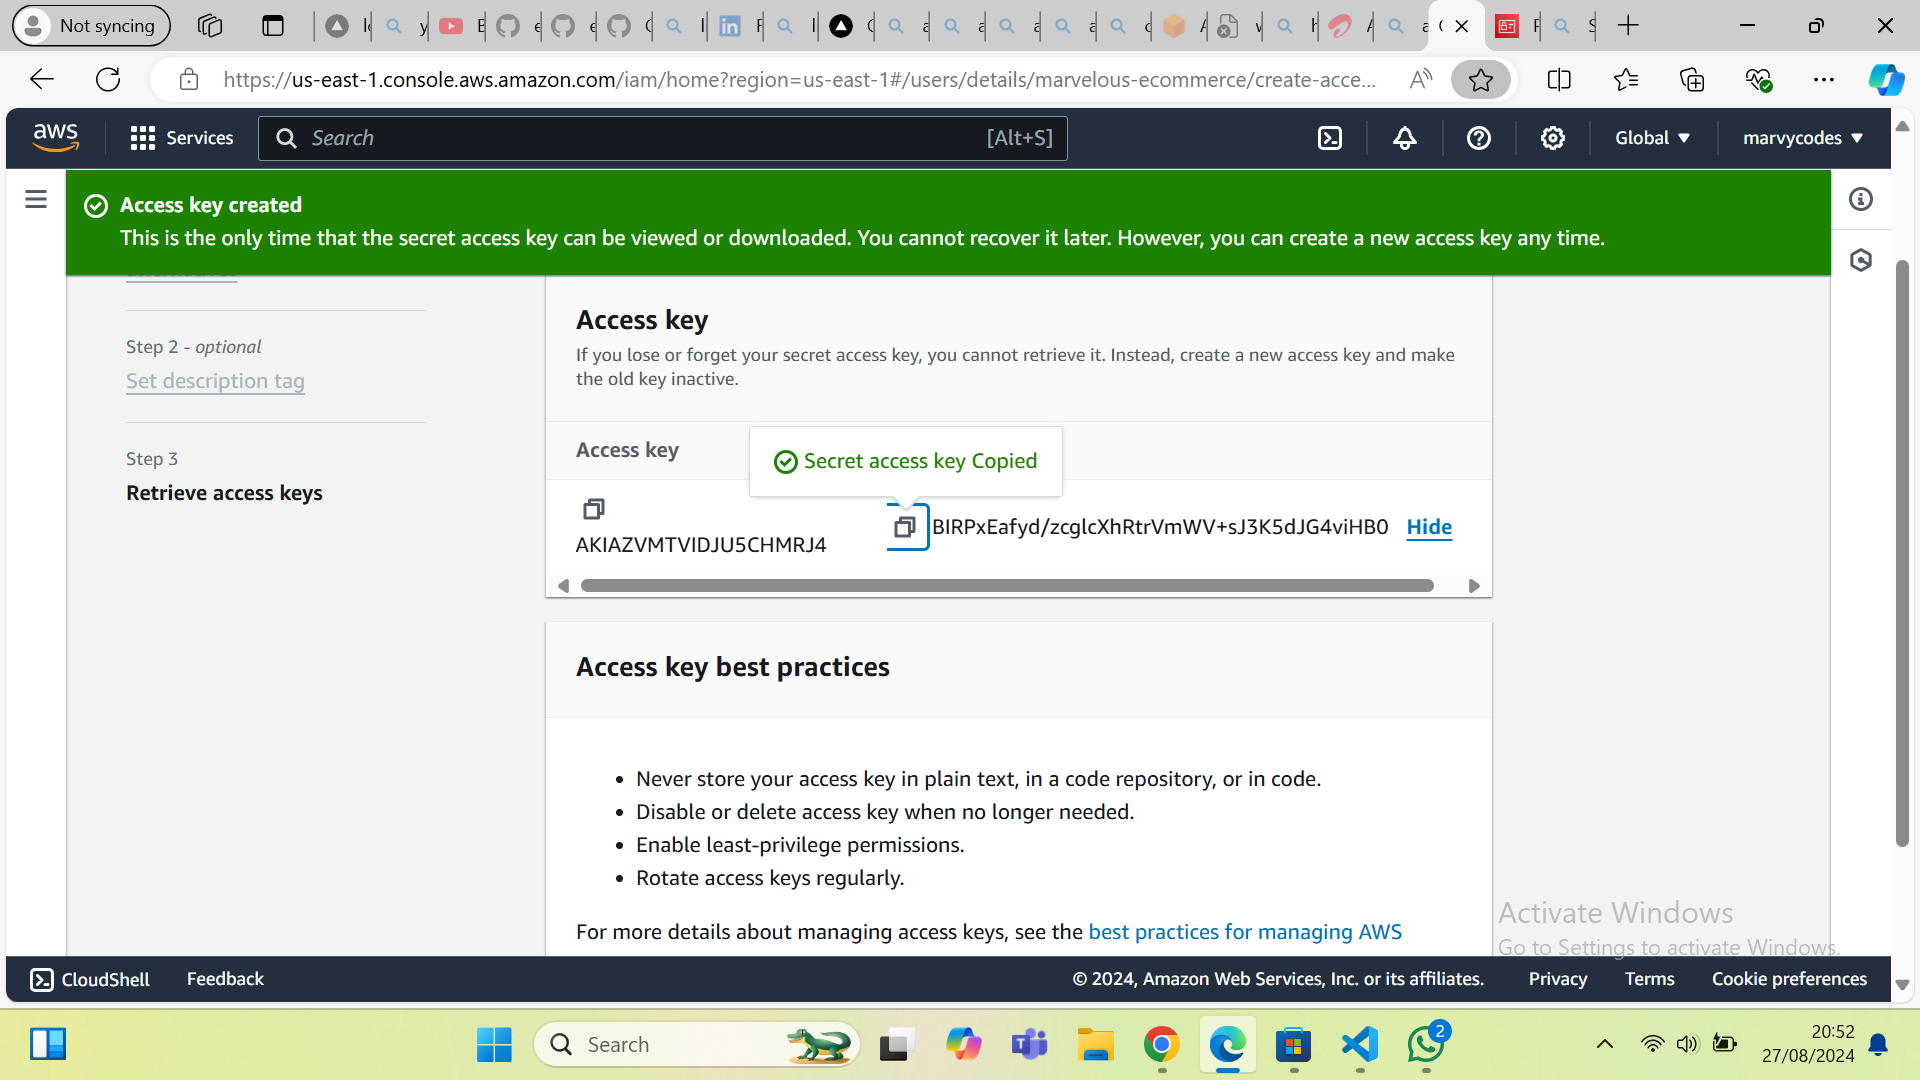 Not syncing
https://us-east-1.console.aws.amazon.com/iam/home?region=us-east-1#/users/details/marvelous-ecommerce/create-acce...
aws
Services
Search
[Alt+S]
Global
marvycodes
Access key created
This is the only time that the secret access key can be viewed or downloaded. You cannot recover it later. However, you can create a new access key any time.
Step 2 - optional
Set description tag
Step 3
Retrieve access keys
Access key
If you lose or forget your secret access key, you cannot retrieve it. Instead, create a new access key and make
the old key inactive.
Access key
Secret access key Copied
AKIAZVMTVIDJU5CHMRJ4
[secret access key redacted] Hide
Access key best practices
• Never store your access key in plain text, in a code repository, or in code.
• Disable or delete access key when no longer needed.
• Enable least-privilege permissions.
• Rotate access keys regularly.
For more details about managing access keys, see the best practices for managing AWS
Activate Windows
Go to Settings to activate Windows.
CloudShell
Feedback
© 2024, Amazon Web Services, Inc. or its affiliates.
Privacy
Terms
Cookie preferences
Search
2
20:52
27/08/2024